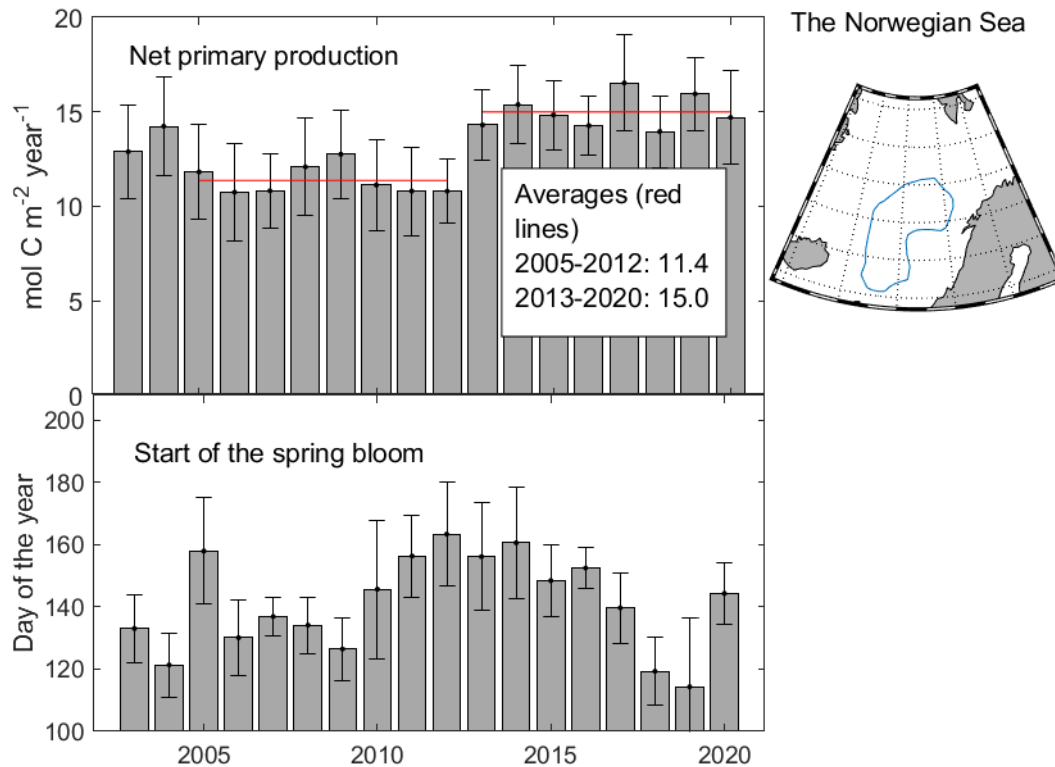 The Norwegian Sea
20
15
10
5
0
mol C m-2 year-1
Net primary production
Averages (red
lines)
2005-2012: 11.4
2013-2020: 15.0
200
180
160
140
120
100
Day of the year
Start of the spring bloom
2005
2010
2015
2020